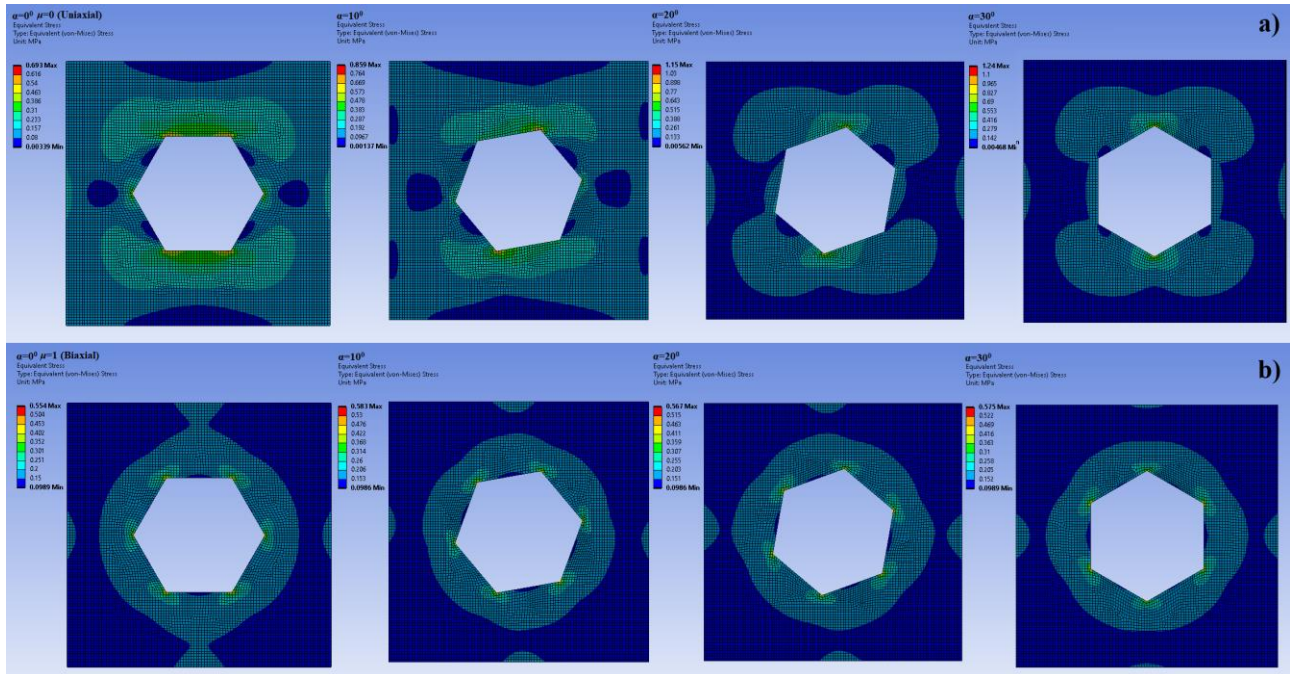 α=0⁰ μ=0 (Uniaxial)
Equivalent Stress
Type: Equivalent (von-Mises) Stress
Unit: MPa
0.693 Max
0.616
0.54
0.463
0.386
0.31
0.233
0.157
0.08
0.00339 Min
α=10⁰
Equivalent Stress
Type: Equivalent (von-Mises) Stress
Unit: MPa
0.859 Max
0.764
0.669
0.573
0.478
0.383
0.287
0.192
0.0967
0.00137 Min
α=20⁰
Equivalent Stress
Type: Equivalent (von-Mises) Stress
Unit: MPa
1.15 Max
1.03
0.898
0.77
0.643
0.515
0.388
0.261
0.133
0.00562 Min
α=30⁰
Equivalent Stress
Type: Equivalent (von-Mises) Stress
Unit: MPa
1.24 Max
1.1
0.965
0.827
0.69
0.553
0.416
0.279
0.142
0.00468
a)
α=0⁰ μ=1 (Biaxial)
Equivalent Stress
Type: Equivalent (von-Mises) Stress
Unit: MPa
0.554 Max
0.504
0.453
0.402
0.352
0.301
0.251
0.2
0.15
0.0989 Min
α=10⁰
Equivalent Stress
Type: Equivalent (von-Mises) Stress
Unit: MPa
0.583 Max
0.53
0.476
0.422
0.368
0.314
0.26
0.206
0.153
0.0986 Min
α=20⁰
Equivalent Stress
Type: Equivalent (von-Mises) Stress
Unit: MPa
0.567 Max
0.515
0.463
0.411
0.359
0.307
0.255
0.203
0.151
0.0986 Min
α=30⁰
Equivalent Stress
Type: Equivalent (von-Mises) Stress
Unit: MPa
0.575 Max
0.522
0.469
0.416
0.363
0.31
0.258
0.205
0.152
0.0989 Min
b)